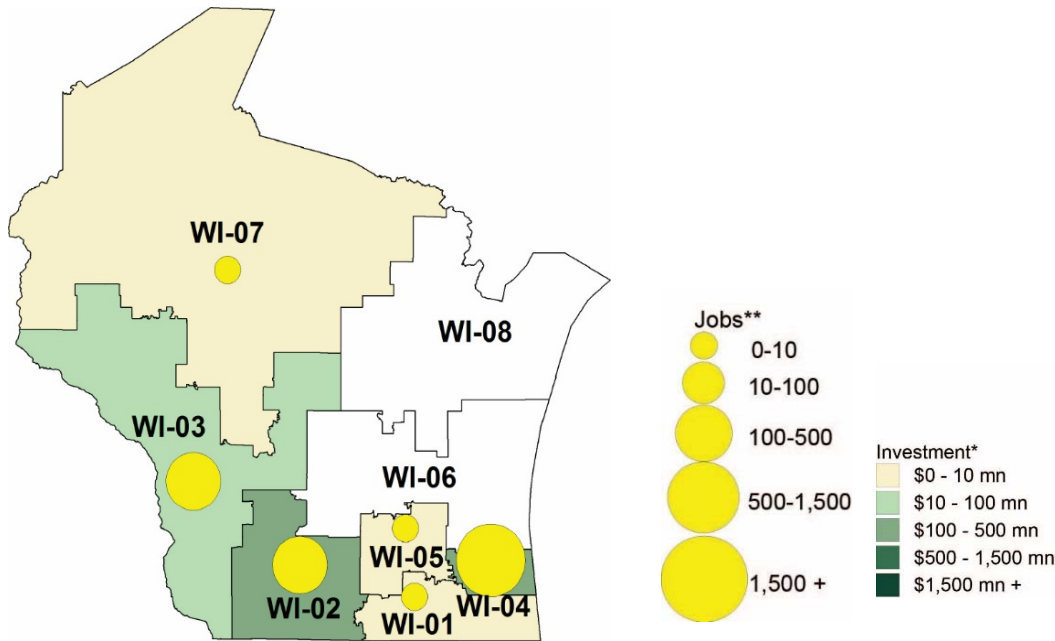 WI-07
WI-08
WI-03
WI-06
WI-05
WI-02
WI-04
WI-01
Jobs**
0-10
10-100
100-500
500-1,500
1,500 +
Investment*
$0 - 10 mn
$10 - 100 mn
$100 - 500 mn
$500 - 1,500 mn
$1,500 mn +